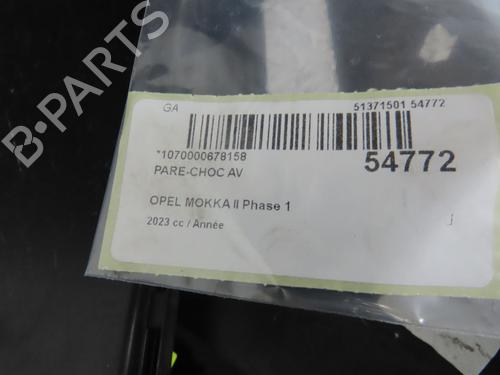 B-PARTS
GA 51371501 54772
*1070000678158 54772
PARE-CHOC AV
OPEL MOKKA II Phase 1
2023 cc / Année j